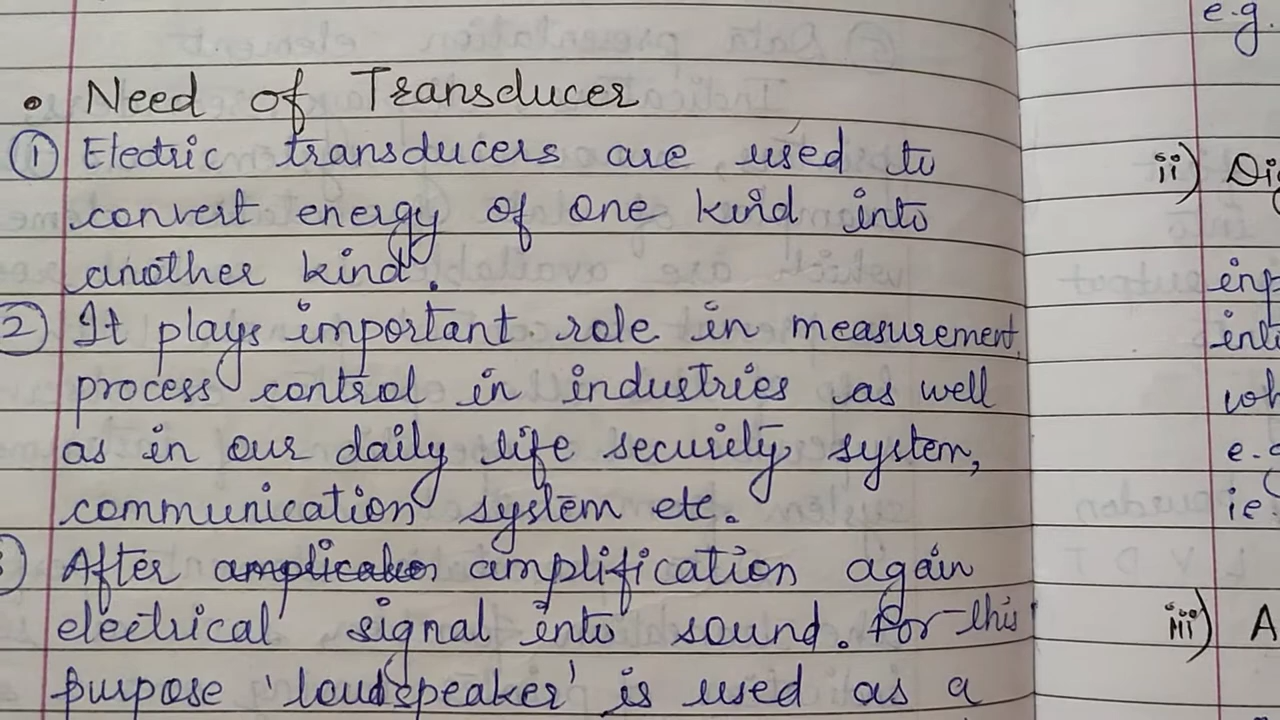 • Need of Transducer
① Electric transducers are used to
convert energy of one kind into
another kind.
② It plays important role in measurement
process control in industries as well
as in our daily life security system,
communication system etc.
After amplification again
electrical signal into sound. For this
purpose 'loudspeaker' is used as a
e.g.
ii)
iii) A